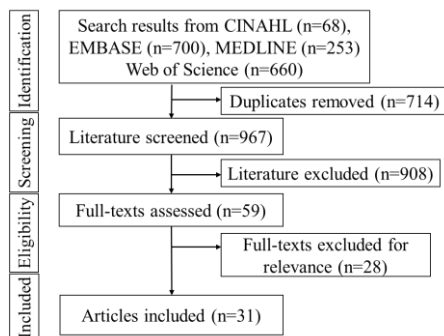 Identification
Search results from CINAHL (n=68),
EMBASE (n=700), MEDLINE (n=253)
Web of Science (n=660)
Duplicates removed (n=714)
Screening
Literature screened (n=967)
Literature excluded (n=908)
Eligibility
Full-texts assessed (n=59)
Full-texts excluded for
relevance (n=28)
Included
Articles included (n=31)